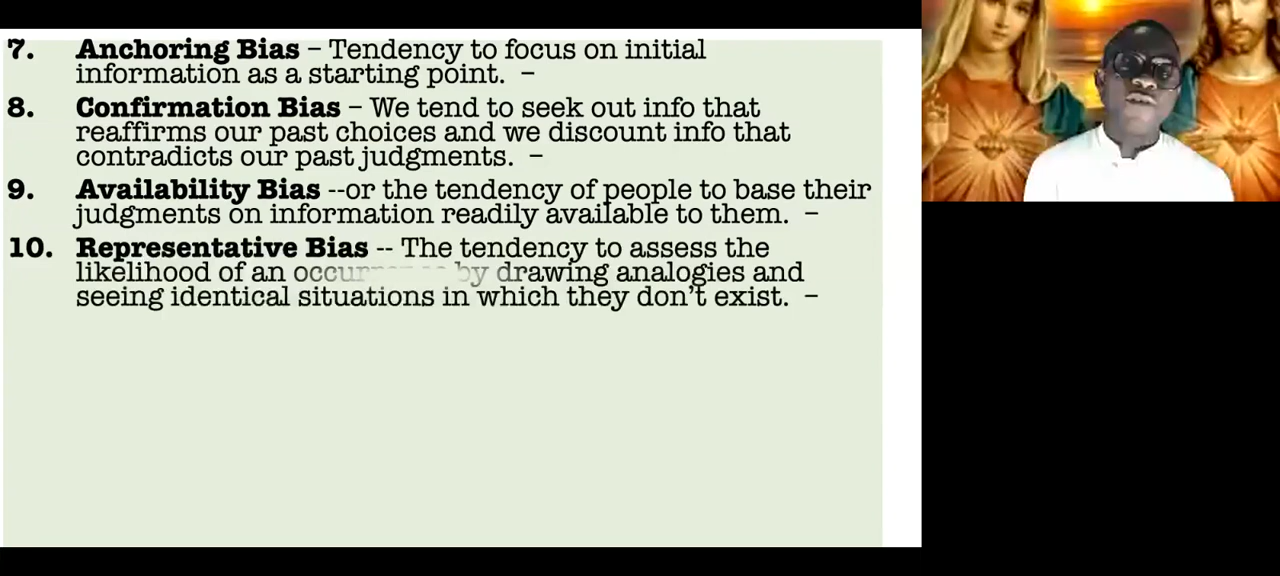 7. Anchoring Bias – Tendency to focus on initial
information as a starting point. –
8. Confirmation Bias – We tend to seek out info that
reaffirms our past choices and we discount info that
contradicts our past judgments. –
9. Availability Bias --or the tendency of people to base their
judgments on information readily available to them. –
10. Representative Bias -- The tendency to assess the
likelihood of an by drawing analogies and
seeing identical situations in which they don't exist. –